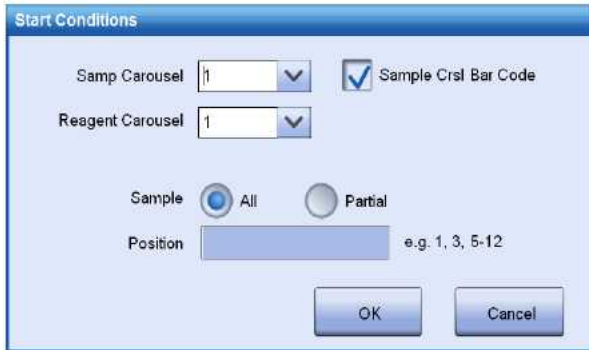 Start Conditions
Samp Carousel 1 Sample Crsl Bar Code
Reagent Carousel 1
Sample All Partial
Position e.g. 1, 3, 5-12
OK Cancel